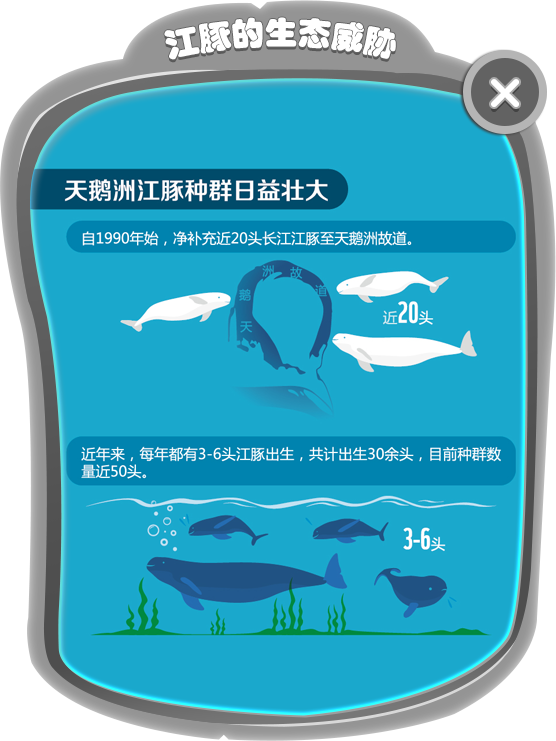 江豚的生态威胁
天鹅洲江豚种群日益壮大
自1990年始，净补充近20头长江江豚至天鹅洲故道。
天鹅洲故道
近20头
近年来，每年都有3-6头江豚出生，共计出生30余头，目前种群数
量近50头。
3-6头